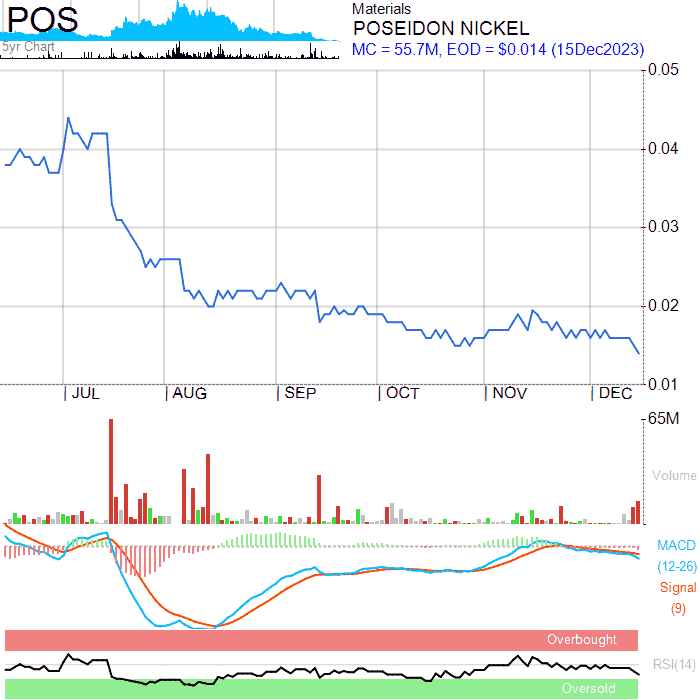 POS
5yr Chart
Materials
POSEIDON NICKEL
MC = 55.7M, EOD = $0.014 (15Dec2023)
0.05
0.04
0.03
0.02
0.01
JUL AUG SEP OCT NOV DEC
65M
Volume
MACD
(12-26)
Signal
(9)
Overbought
RSI(14)
Oversold